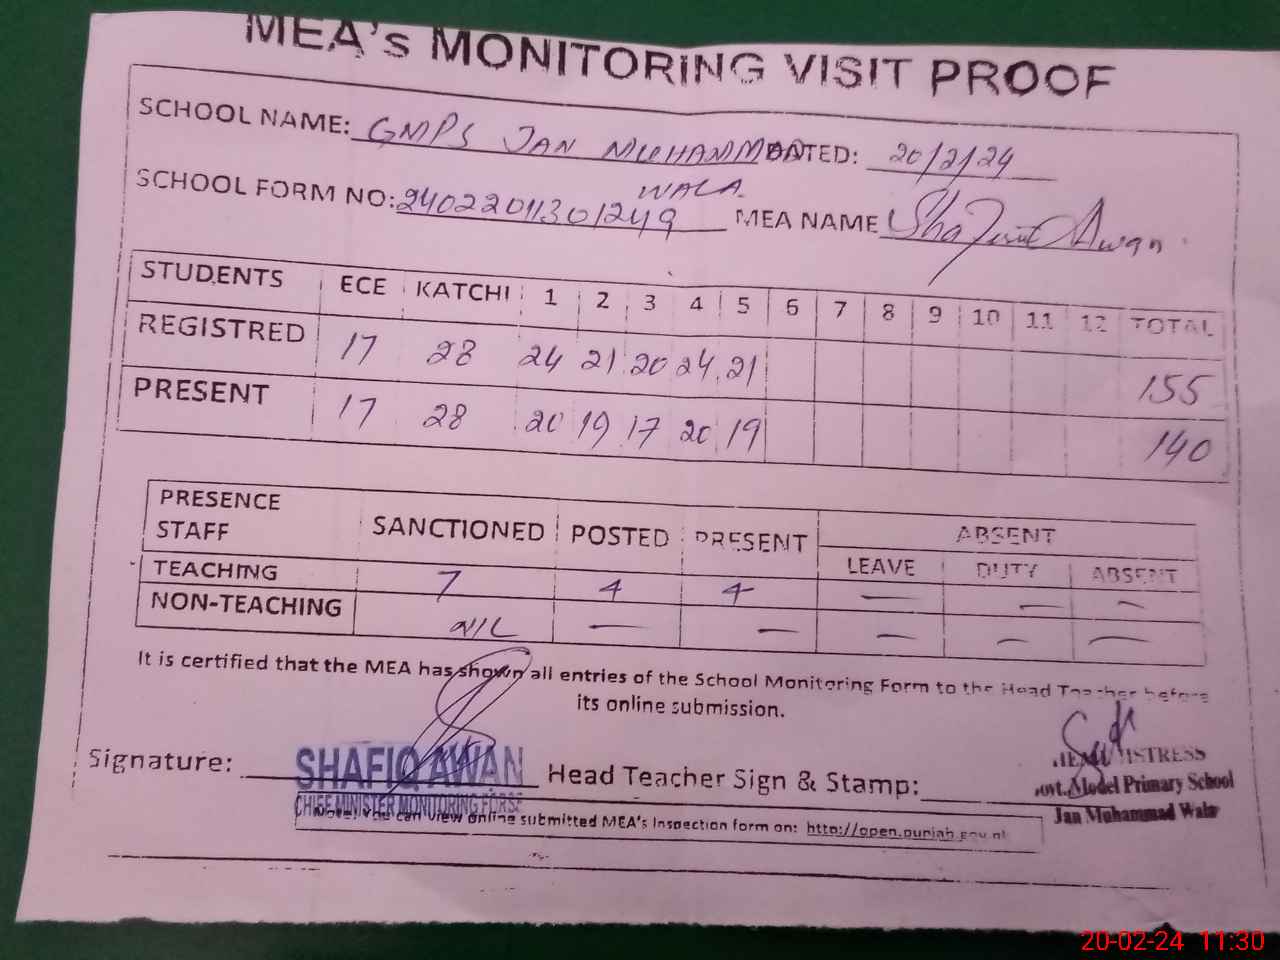 MEA's MONITORING VISIT PROOF
SCHOOL NAME: GMPS JAN MUHAMMAD DATED: 20/2/24
WALA
SCHOOL FORM NO: 24022011301249 MEA NAME Shafiq Awan
STUDENTS ECE KATCHI 1 2 3 4 5 6 7 8 9 10 11 12 TOTAL
REGISTRED 17 28 24 21 20 24 21 155
PRESENT 17 28 20 19 17 20 19 140
PRESENCE STAFF SANCTIONED POSTED PRESENT ABSENT
LEAVE DUTY ABSENT
TEACHING 7 4 4 — — —
NON-TEACHING NIL — — — — —
It is certified that the MEA has shown all entries of the School Monitoring Form to the Head Teacher before
its online submission.
Signature: SHAFIQ AWAN Head Teacher Sign & Stamp:
CHIEF MINISTER MONITORING FORSE
HEADMISTRESS
Govt. Model Primary School
Jan Muhammad Wala
You can view online submitted MEA's Inspection form on: http://open.punjab.gov.pk
20-02-24 11:30